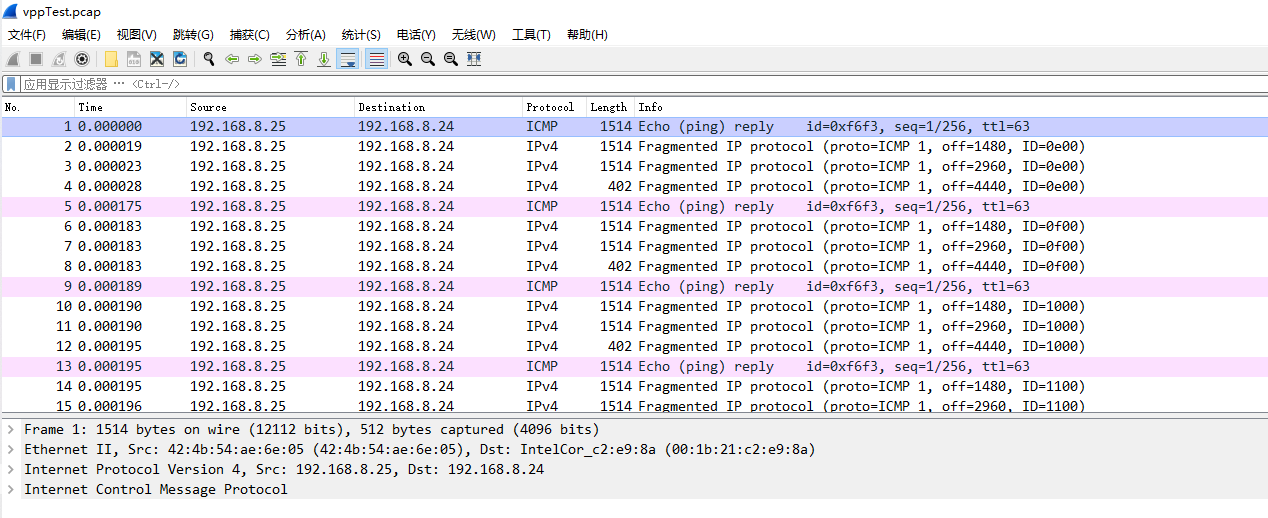 vppTest.pcap
文件(F) 编辑(E) 视图(V) 跳转(G) 捕获(C) 分析(A) 统计(S) 电话(Y) 无线(W) 工具(T) 帮助(H)
应用显示过滤器 … <Ctrl-/>
No. Time Source Destination Protocol Length Info
1 0.000000 192.168.8.25 192.168.8.24 ICMP 1514 Echo (ping) reply id=0xf6f3, seq=1/256, ttl=63
2 0.000019 192.168.8.25 192.168.8.24 IPv4 1514 Fragmented IP protocol (proto=ICMP 1, off=1480, ID=0e00)
3 0.000023 192.168.8.25 192.168.8.24 IPv4 1514 Fragmented IP protocol (proto=ICMP 1, off=2960, ID=0e00)
4 0.000028 192.168.8.25 192.168.8.24 IPv4 402 Fragmented IP protocol (proto=ICMP 1, off=4440, ID=0e00)
5 0.000175 192.168.8.25 192.168.8.24 ICMP 1514 Echo (ping) reply id=0xf6f3, seq=1/256, ttl=63
6 0.000183 192.168.8.25 192.168.8.24 IPv4 1514 Fragmented IP protocol (proto=ICMP 1, off=1480, ID=0f00)
7 0.000183 192.168.8.25 192.168.8.24 IPv4 1514 Fragmented IP protocol (proto=ICMP 1, off=2960, ID=0f00)
8 0.000183 192.168.8.25 192.168.8.24 IPv4 402 Fragmented IP protocol (proto=ICMP 1, off=4440, ID=0f00)
9 0.000189 192.168.8.25 192.168.8.24 ICMP 1514 Echo (ping) reply id=0xf6f3, seq=1/256, ttl=63
10 0.000190 192.168.8.25 192.168.8.24 IPv4 1514 Fragmented IP protocol (proto=ICMP 1, off=1480, ID=1000)
11 0.000190 192.168.8.25 192.168.8.24 IPv4 1514 Fragmented IP protocol (proto=ICMP 1, off=2960, ID=1000)
12 0.000195 192.168.8.25 192.168.8.24 IPv4 402 Fragmented IP protocol (proto=ICMP 1, off=4440, ID=1000)
13 0.000195 192.168.8.25 192.168.8.24 ICMP 1514 Echo (ping) reply id=0xf6f3, seq=1/256, ttl=63
14 0.000195 192.168.8.25 192.168.8.24 IPv4 1514 Fragmented IP protocol (proto=ICMP 1, off=1480, ID=1100)
15 0.000196 192.168.8.25 192.168.8.24 IPv4 1514 Fragmented IP protocol (proto=ICMP 1, off=2960, ID=1100)
Frame 1: 1514 bytes on wire (12112 bits), 512 bytes captured (4096 bits)
Ethernet II, Src: 42:4b:54:ae:6e:05 (42:4b:54:ae:6e:05), Dst: IntelCor_c2:e9:8a (00:1b:21:c2:e9:8a)
Internet Protocol Version 4, Src: 192.168.8.25, Dst: 192.168.8.24
Internet Control Message Protocol